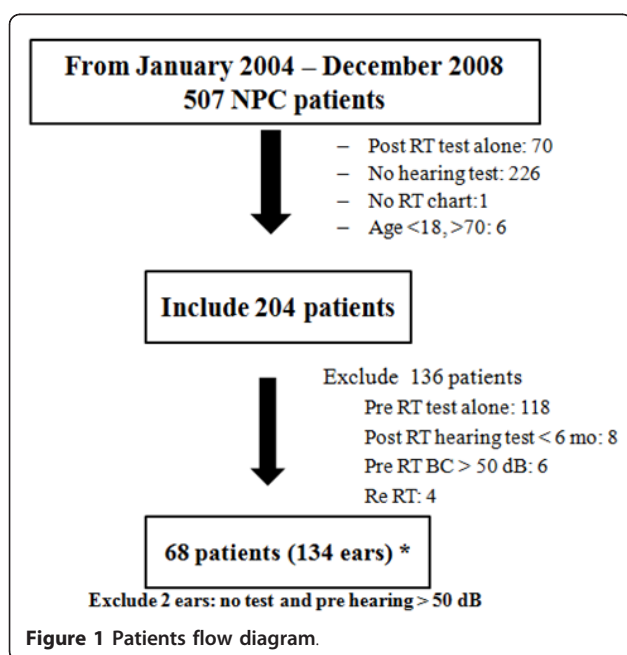 From January 2004 – December 2008
507 NPC patients
– Post RT test alone: 70
– No hearing test: 226
– No RT chart:1
– Age <18, >70: 6
Include 204 patients
Exclude 136 patients
Pre RT test alone: 118
Post RT hearing test < 6 mo: 8
Pre RT BC > 50 dB: 6
Re RT: 4
68 patients (134 ears) *
Exclude 2 ears: no test and pre hearing > 50 dB
Figure 1 Patients flow diagram.